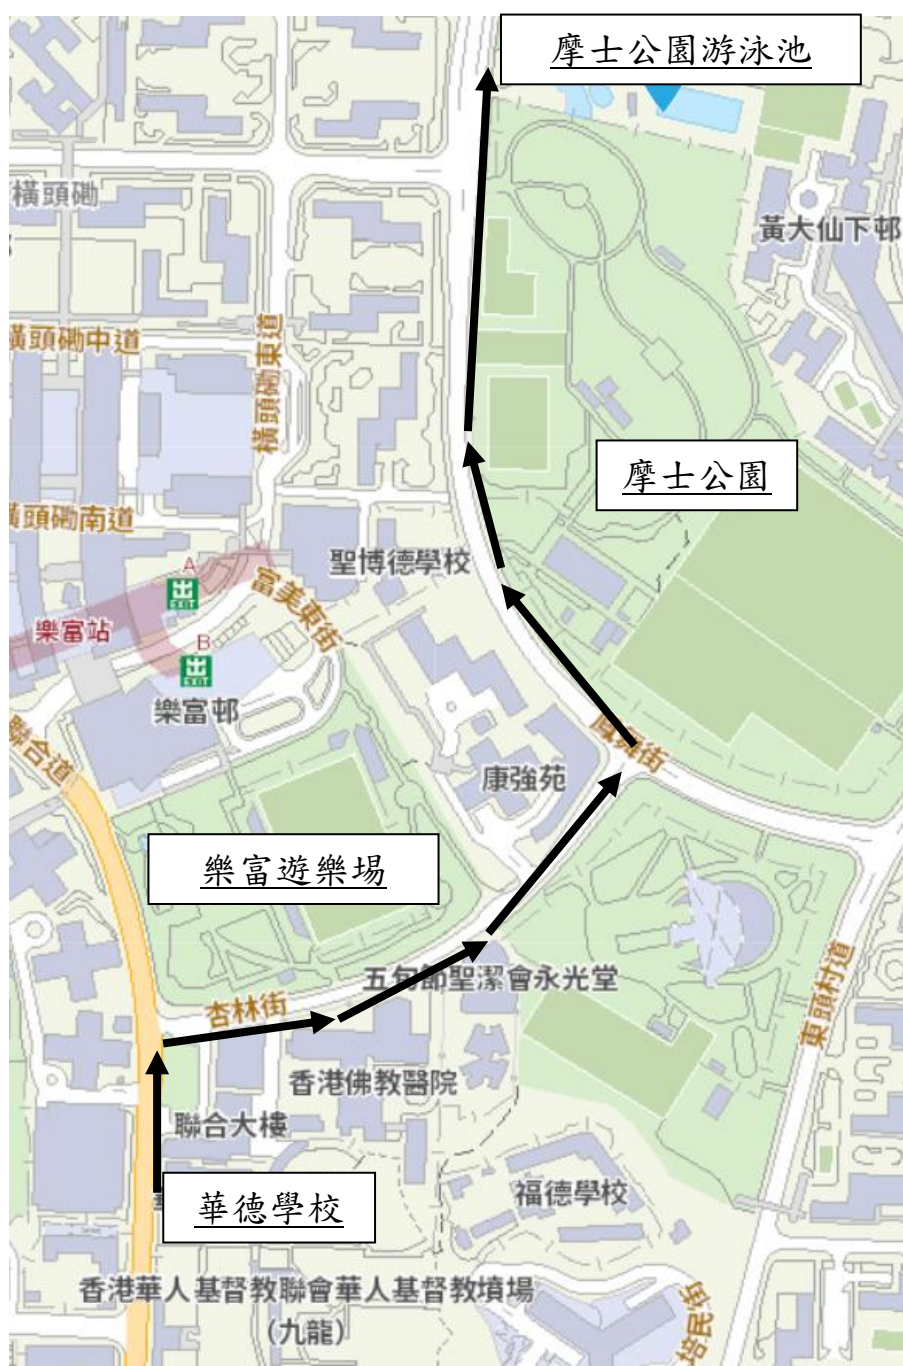 摩士公園游泳池
橫頭磡
黃大仙下邨
橫頭磡中道
橫頭磡東道
摩士公園
橫頭磡南道
聖博德學校
A
出
EXIT
富美東街
樂富站
B
出
EXIT
樂富邨
鳳舞街
聯合道
康強苑
樂富遊樂場
五旬節聖潔會永光堂
杏林街
東頭村道
香港佛教醫院
聯合大樓
華德學校
福德學校
香港華人基督教聯會華人基督教墳場
（九龍）
培民街